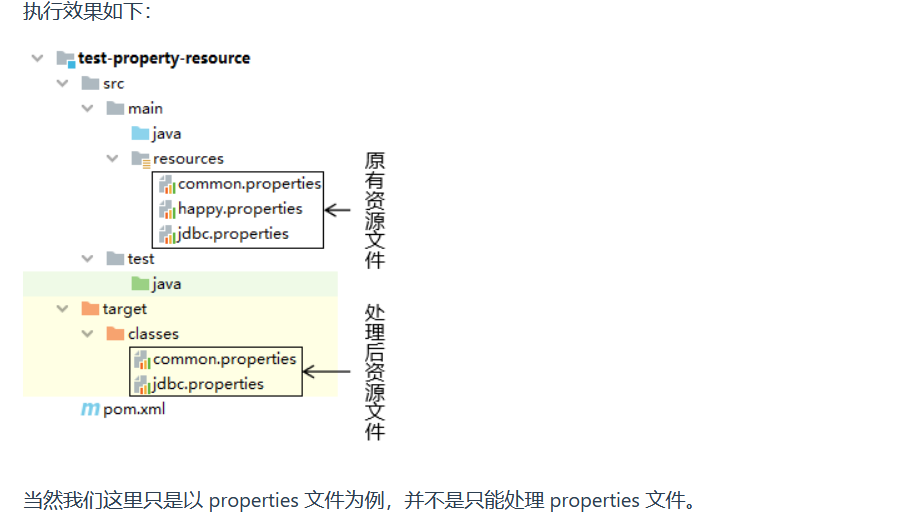 执行效果如下：
test-property-resource
src
main
java
resources
common.properties
happy.properties
jdbc.properties
原有资源文件
test
java
target
classes
common.properties
jdbc.properties
处理后资源文件
pom.xml
当然我们这里只是以 properties 文件为例，并不是只能处理 properties 文件。